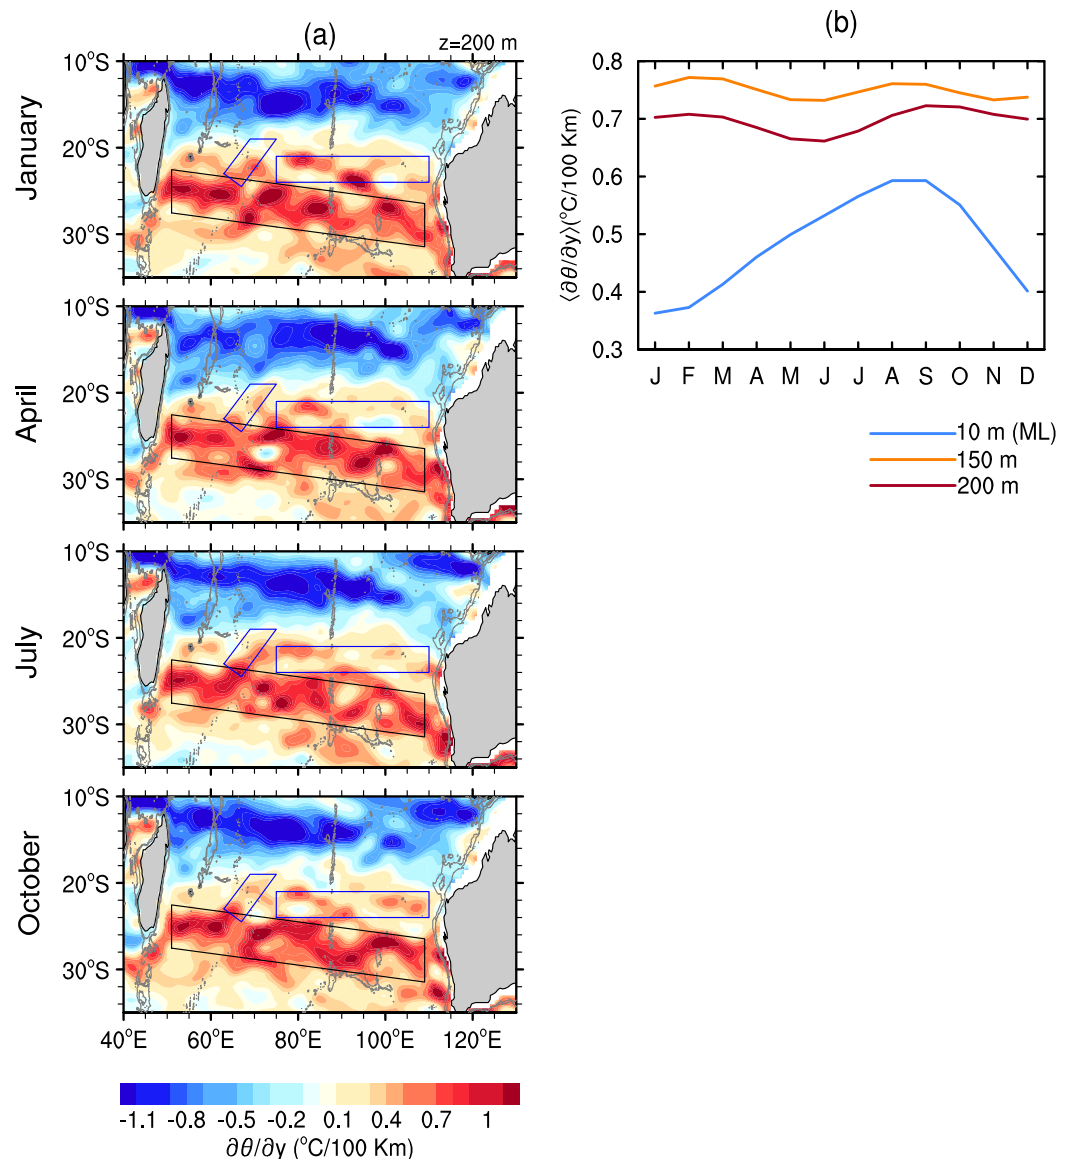 (a)
z=200 m
10°S
20°S
30°S
January
10°S
20°S
30°S
April
10°S
20°S
30°S
July
10°S
20°S
30°S
October
40°E 60°E 80°E 100°E 120°E
-1.1 -0.8 -0.5 -0.2 0.1 0.4 0.7 1
∂θ/∂y (°C/100 Km)
(b)
0.8
0.7
0.6
0.5
0.4
0.3
⟨∂θ/∂y⟩(°C/100 Km)
J F M A M J J A S O N D
10 m (ML)
150 m
200 m